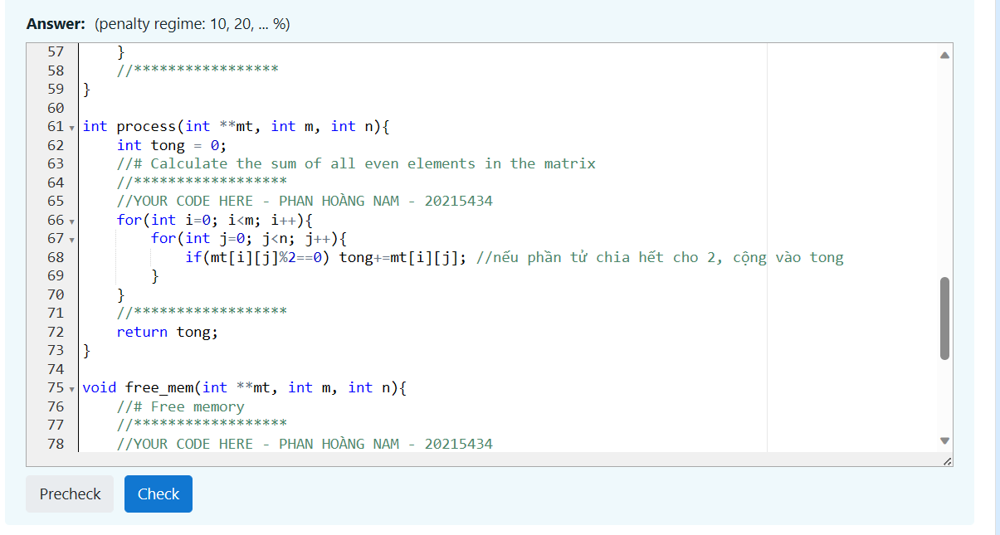 Answer: (penalty regime: 10, 20, ... %)
57 }
58 //*****************
59 }
60
61 int process(int **mt, int m, int n){
62 int tong = 0;
63 //# Calculate the sum of all even elements in the matrix
64 //******************
65 //YOUR CODE HERE - PHAN HOÀNG NAM - 20215434
66 for(int i=0; i<m; i++){
67 for(int j=0; j<n; j++){
68 if(mt[i][j]%2==0) tong+=mt[i][j]; //nếu phần tử chia hết cho 2, cộng vào tong
69 }
70 }
71 //******************
72 return tong;
73 }
74
75 void free_mem(int **mt, int m, int n){
76 //# Free memory
77 //******************
78 //YOUR CODE HERE - PHAN HOÀNG NAM - 20215434
Precheck Check